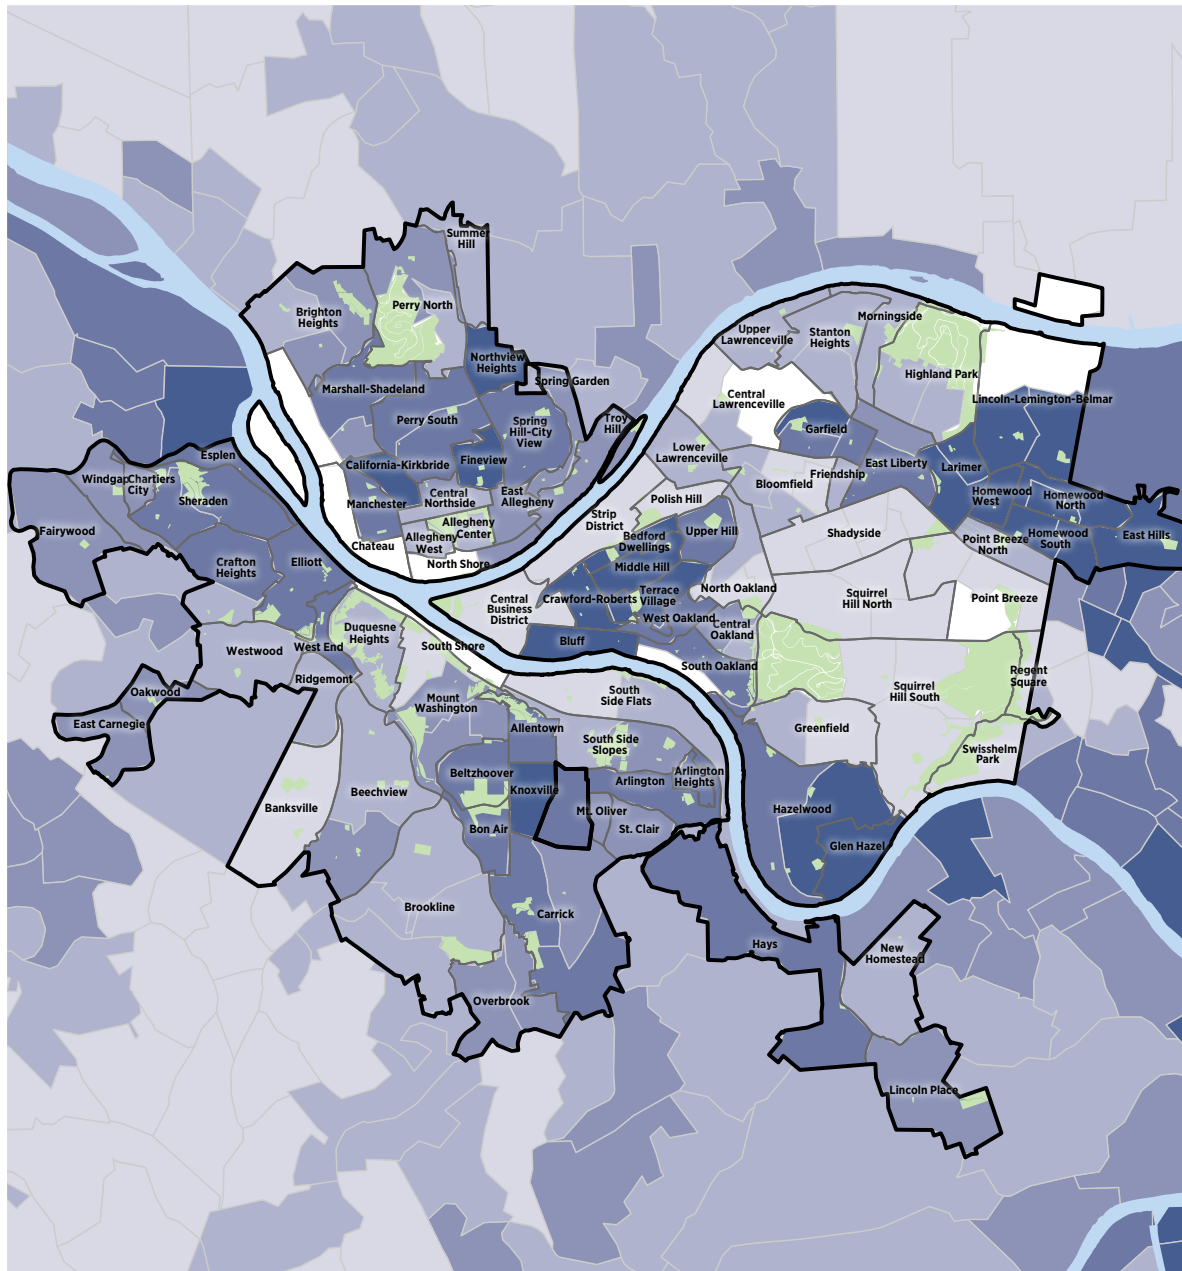 Summer
Hill
Perry North
Brighton
Heights
Morningside
Upper
Lawrenceville
Stanton
Heights
Northview
Heights
Highland Park
Spring Garden
Marshall-Shadeland
Central
Lawrenceville
Lincoln-Lemington-Belmar
Perry South
Spring
Hill-City
View
Troy
Hill
Garfield
Esplen
Lower
Lawrenceville
California-Kirkbride
Fineview
East Liberty
Larimer
Windgap
Chartiers
City
Friendship
Bloomfield
Sheraden
Manchester
Central
Northside
East
Allegheny
Polish Hill
Homewood
West
Homewood
North
Strip
District
Allegheny
Center
Fairywood
Chateau
Allegheny
West
Bedford
Dwellings
Upper Hill
Shadyside
Point Breeze
North
Homewood
South
East Hills
Crafton
Heights
Elliott
North Shore
Middle Hill
North Oakland
Central
Business
District
Crawford-Roberts
Terrace
Village
Squirrel
Hill North
Point Breeze
West Oakland
Central
Oakland
Duquesne
Heights
Bluff
Westwood
West End
South Shore
South Oakland
Ridgemont
Regent
Square
Oakwood
Mount
Washington
South
Side Flats
Squirrel
Hill South
East Carnegie
Allentown
Greenfield
South Side
Slopes
Swisshelm
Park
Beltzhoover
Arlington
Arlington
Heights
Beechview
Knoxville
Banksville
Mt. Oliver
Hazelwood
Bon Air
St. Clair
Glen Hazel
Brookline
Carrick
Hays
New
Homestead
Overbrook
Lincoln Place